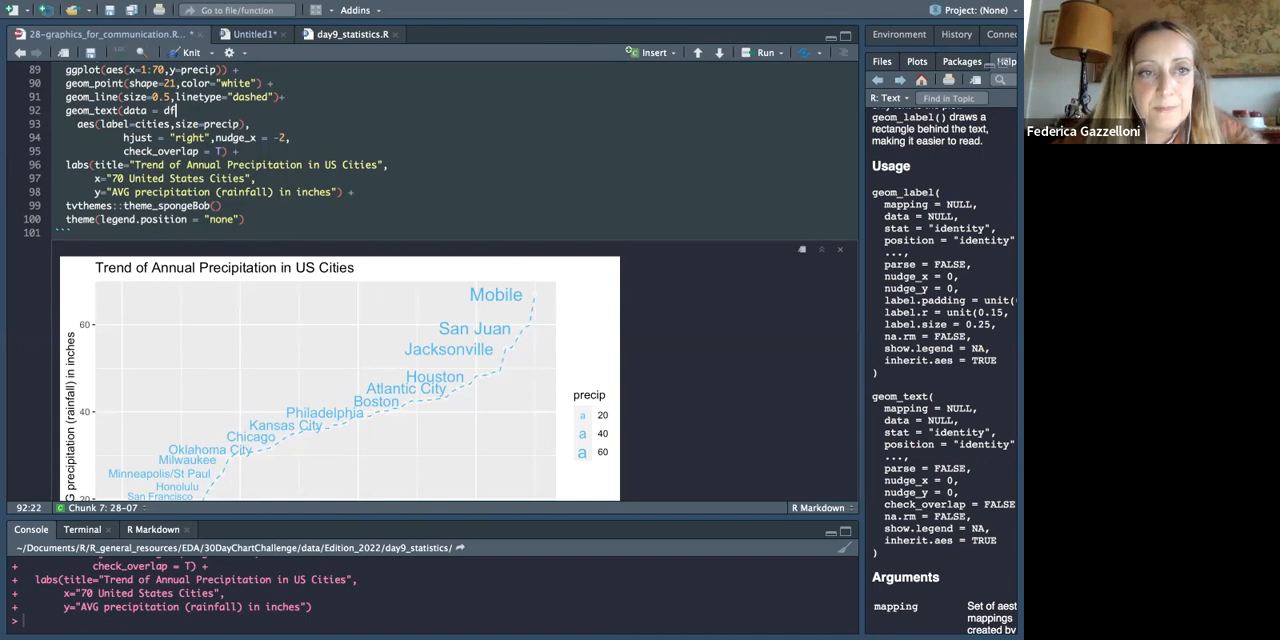 Go to file/function
Addins
Project: (None)
28-graphics_for_communication.R... *
Untitled1*
day9_statistics.R
Environment
History
Connec
Knit
Insert
Run
Files
Plots
Packages
Help
R: Text
Find in Topic
89 ggplot(aes(x=1:70,y=precip)) +
90 geom_point(shape=21,color="white") +
91 geom_line(size=0.5,linetype="dashed")+
92 geom_text(data = df
93 aes(label=cities,size=precip),
94 hjust = "right",nudge_x = -2,
95 check_overlap = T) +
96 labs(title="Trend of Annual Precipitation in US Cities",
97 x="70 United States Cities",
98 y="AVG precipitation (rainfall) in inches") +
99 tvthemes::theme_spongeBob()
100 theme(legend.position = "none")
101 ```
Trend of Annual Precipitation in US Cities
G precipitation (rainfall) in inches
60
40
20
Mobile
San Juan
Jacksonville
Houston
Atlantic City
Boston
Philadelphia
Kansas City
Chicago
Oklahoma City
Milwaukee
Minneapolis/St Paul
Honolulu
San Francisco
precip
a 20
a 40
a 60
92:22
Chunk 7: 28-07
R Markdown
Console
Terminal
R Markdown
~/Documents/R/R_general_resources/EDA/30DayChartChallenge/data/Edition_2022/day9_statistics/
+ check_overlap = T) +
+ labs(title="Trend of Annual Precipitation in US Cities",
+ x="70 United States Cities",
+ y="AVG precipitation (rainfall) in inches")
>
geom_label() draws a
rectangle behind the text,
making it easier to read.
Usage
geom_label(
mapping = NULL,
data = NULL,
stat = "identity",
position = "identity"
...,
parse = FALSE,
nudge_x = 0,
nudge_y = 0,
label.padding = unit(
label.r = unit(0.15,
label.size = 0.25,
na.rm = FALSE,
show.legend = NA,
inherit.aes = TRUE
)
geom_text(
mapping = NULL,
data = NULL,
stat = "identity",
position = "identity"
...,
parse = FALSE,
nudge_x = 0,
nudge_y = 0,
check_overlap = FALSE
na.rm = FALSE,
show.legend = NA,
inherit.aes = TRUE
)
Arguments
mapping
Set of aest
mappings
created by
Federica Gazzelloni